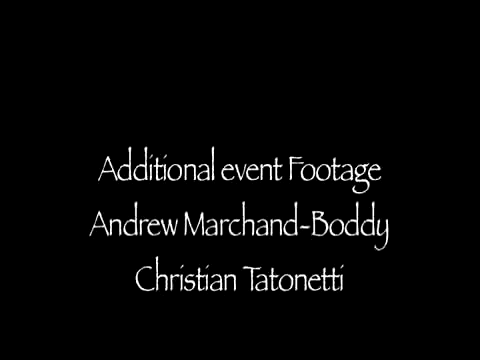 Additional event Footage
Andrew Marchand-Boddy
Christian Tatonetti